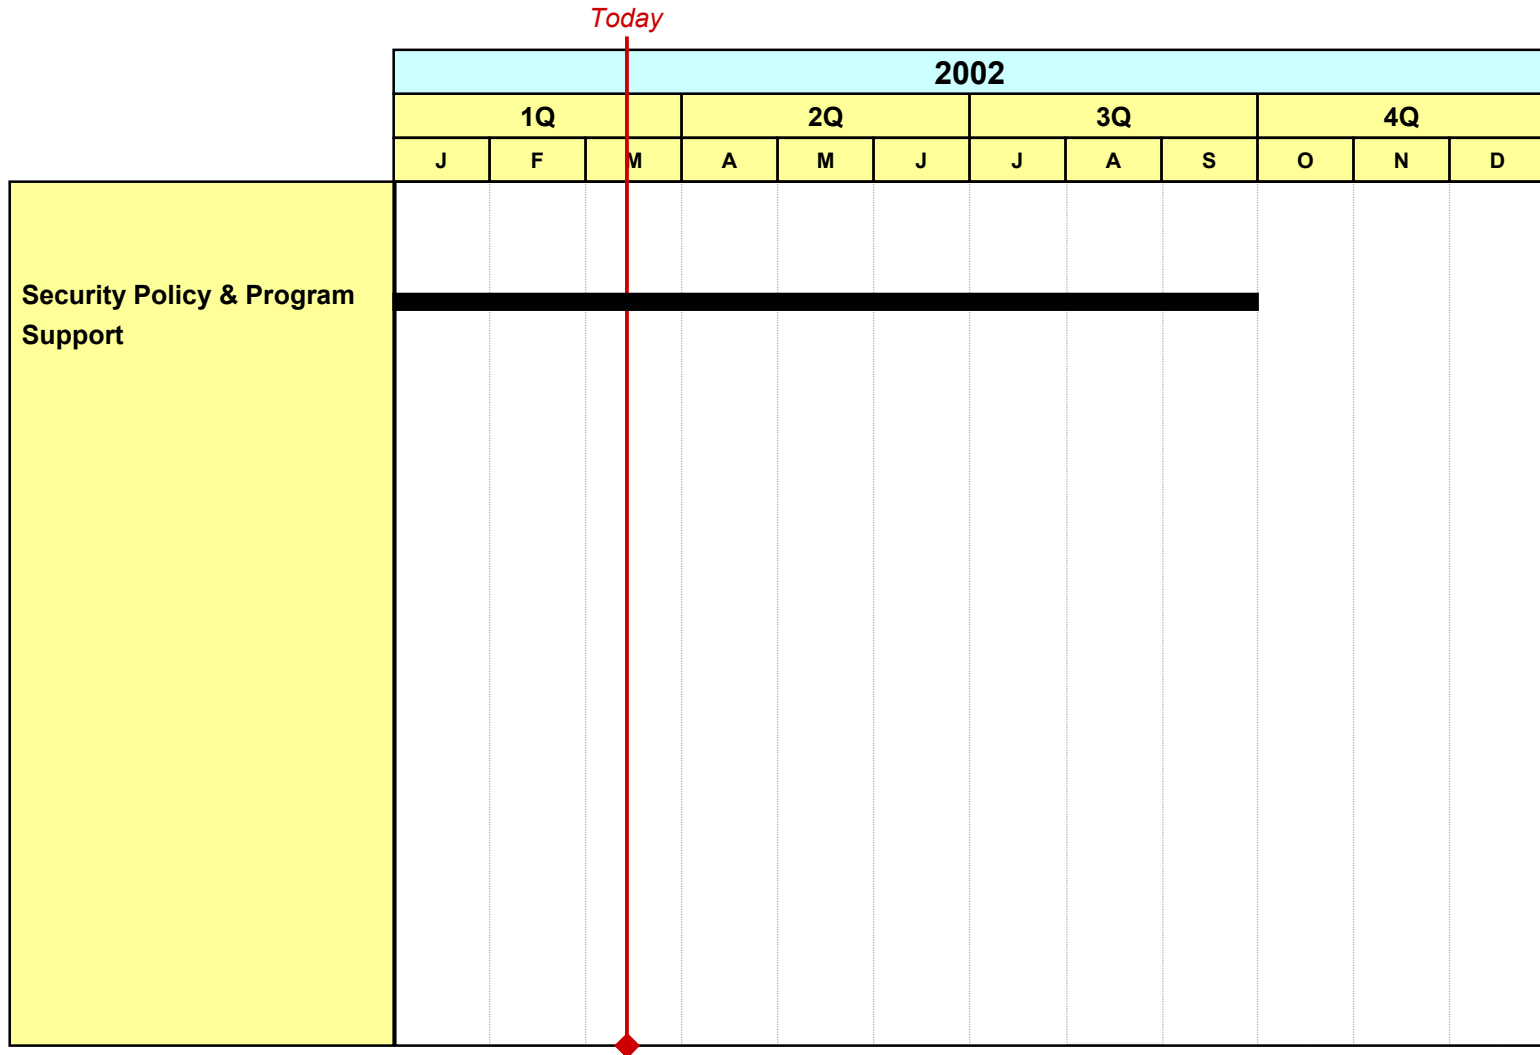 Today
2002
1Q 2Q 3Q 4Q
J F M A M J J A S O N D
Security Policy & Program
Support